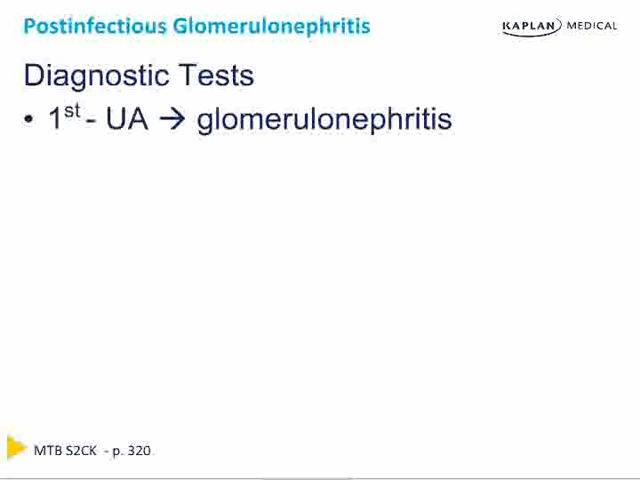 Postinfectious Glomerulonephritis
KAPLAN MEDICAL
Diagnostic Tests
• 1st - UA → glomerulonephritis
MTB S2CK - p. 320